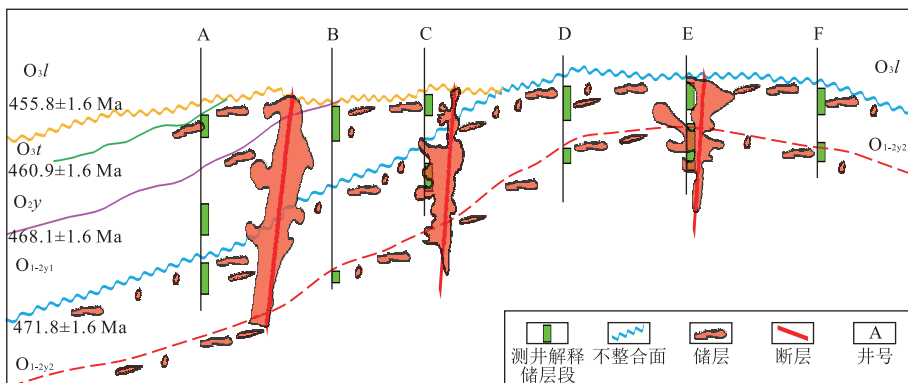 A
B
C
D
E
F
O₃l
O₃l
455.8±1.6 Ma
O₃t
460.9±1.6 Ma
O₂y
468.1±1.6 Ma
O₁₋₂y1
O₁₋₂y2
471.8±1.6 Ma
O₁₋₂y2
A
测井解释
储层段
不整合面
储层
断层
井号